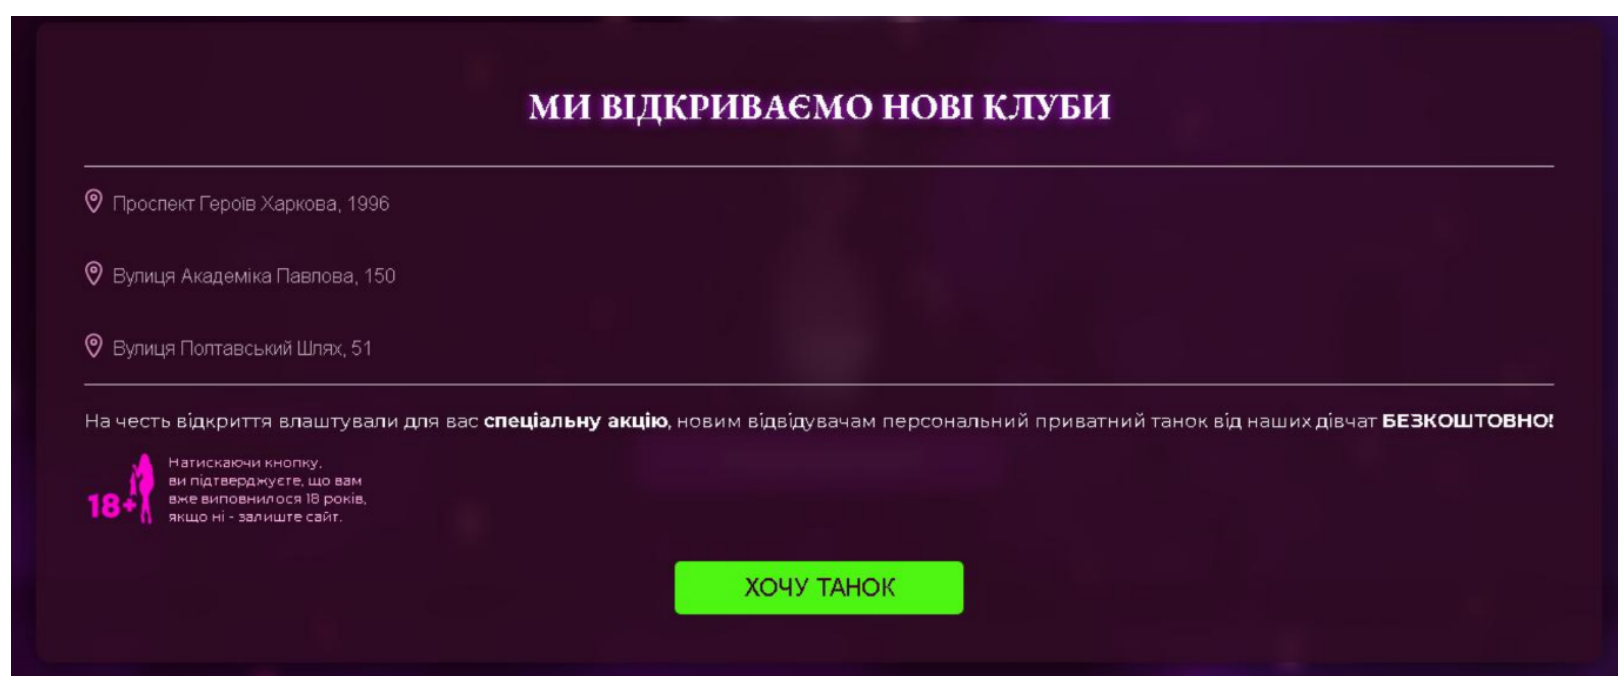 МИ ВІДКРИВАЄМО НОВІ КЛУБИ
Проспект Героїв Харкова, 199б
Вулиця Академіка Павлова, 150
Вулиця Полтавський Шлях, 51
На честь відкриття влаштували для вас спеціальну акцію, новим відвідувачам персональний приватний танок від наших дівчат БЕЗКОШТОВНО!
Натискаючи кнопку,
ви підтверджуєте, що вам
вже виповнилося 18 років,
якщо ні - залиште сайт.
18+
ХОЧУ ТАНОК